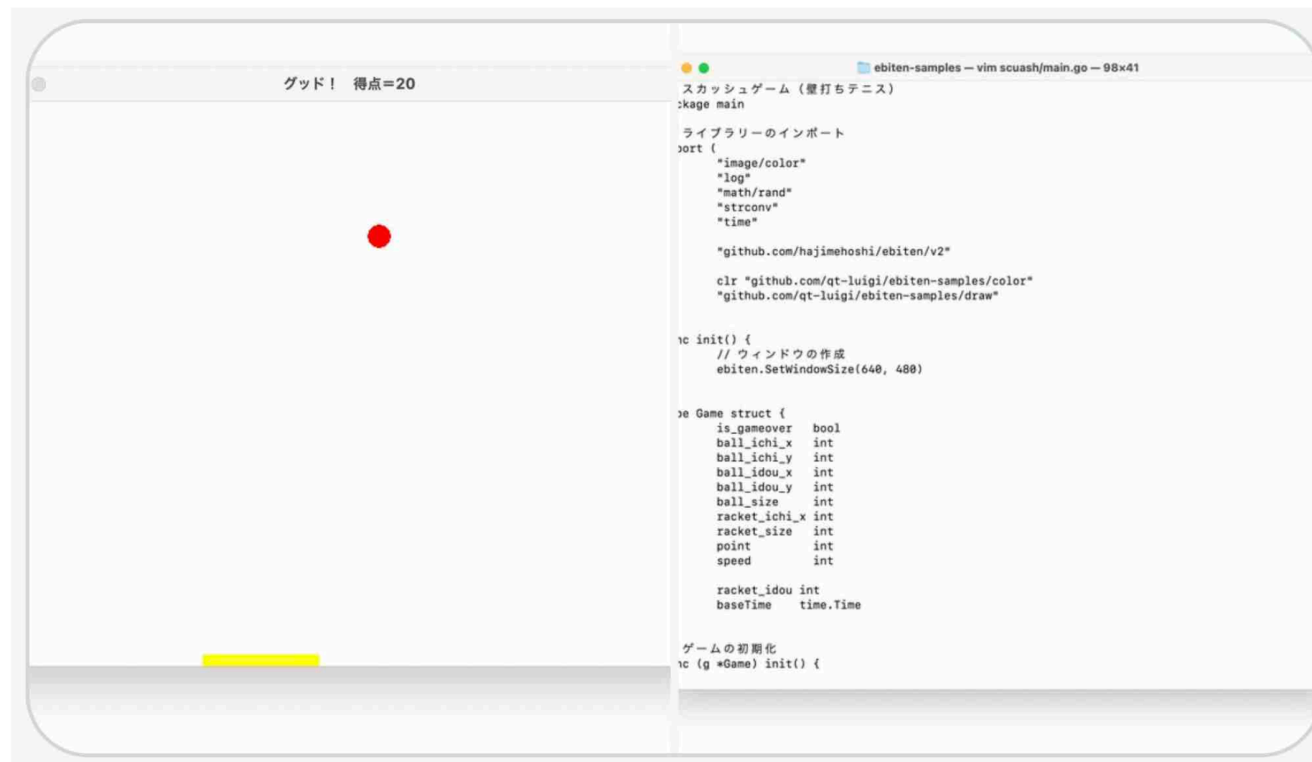 グッド！ 得点=20
ebiten-samples — vim scuash/main.go — 98×41
スカッシュゲーム（壁打ちテニス）
ckage main
ライブラリーのインポート
port (
"image/color"
"log"
"math/rand"
"strconv"
"time"
"github.com/hajimehoshi/ebiten/v2"
clr "github.com/qt-luigi/ebiten-samples/color"
"github.com/qt-luigi/ebiten-samples/draw"
nc init() {
// ウィンドウの作成
ebiten.SetWindowSize(640, 480)
pe Game struct {
is_gameover bool
ball_ichi_x int
ball_ichi_y int
ball_idou_x int
ball_idou_y int
ball_size int
racket_ichi_x int
racket_size int
point int
speed int
racket_idou int
baseTime time.Time
ゲームの初期化
nc (g *Game) init() {